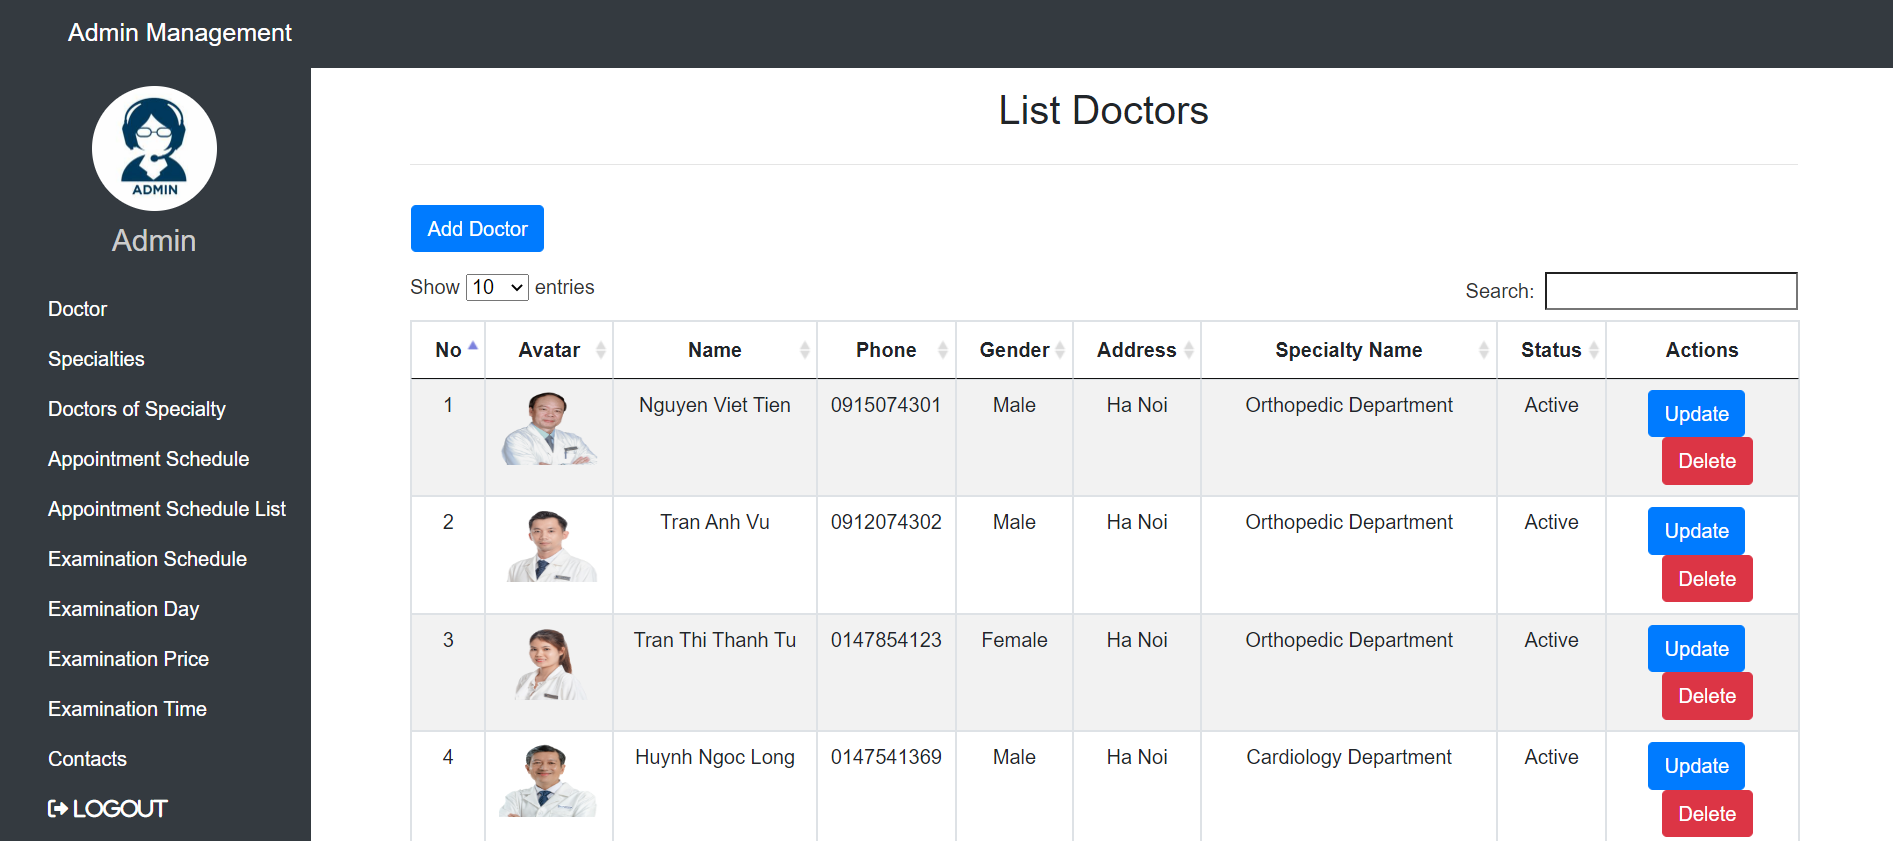 Admin Management
ADMIN
Admin
Doctor
Specialties
Doctors of Specialty
Appointment Schedule
Appointment Schedule List
Examination Schedule
Examination Day
Examination Price
Examination Time
Contacts
LOGOUT
List Doctors
Add Doctor
Show 10 entries
Search:
No Avatar Name Phone Gender Address Specialty Name Status Actions
1 Nguyen Viet Tien 0915074301 Male Ha Noi Orthopedic Department Active Update
Delete
2 Tran Anh Vu 0912074302 Male Ha Noi Orthopedic Department Active Update
Delete
3 Tran Thi Thanh Tu 0147854123 Female Ha Noi Orthopedic Department Active Update
Delete
4 Huynh Ngoc Long 0147541369 Male Ha Noi Cardiology Department Active Update
Delete